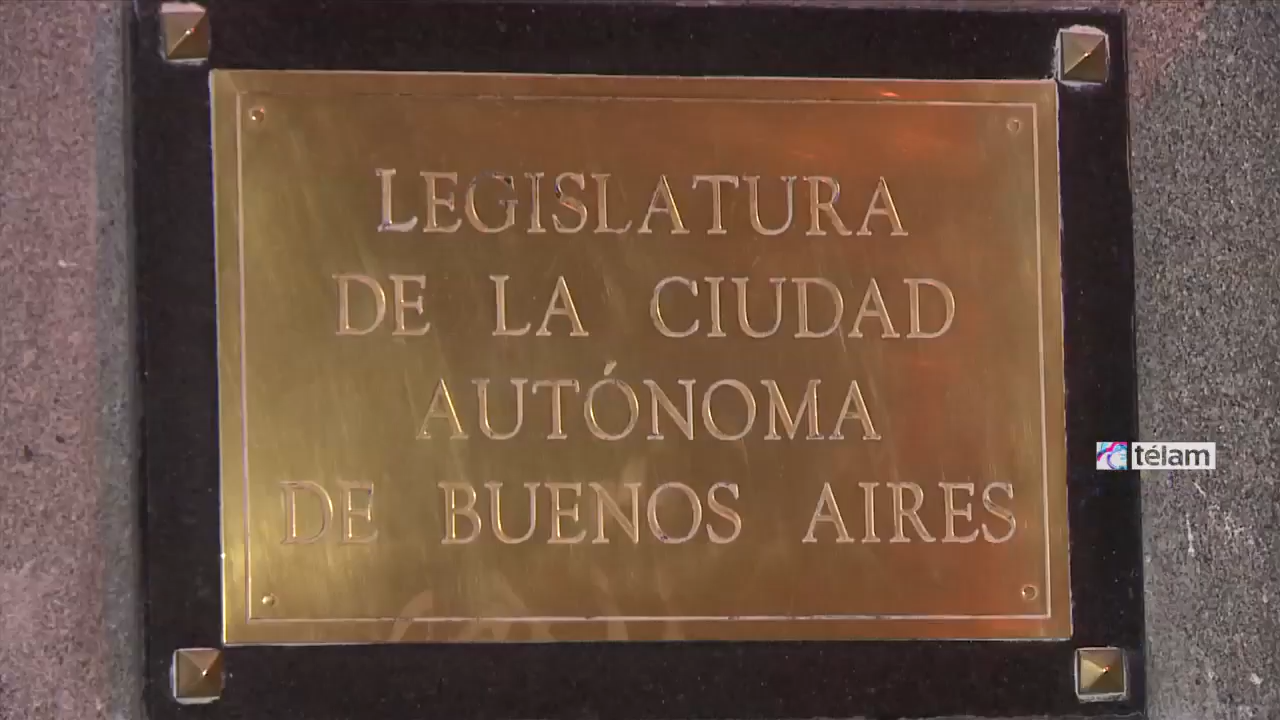 LEGISLATURA
DE LA CIUDAD
AUTÓNOMA
DE BUENOS AIRES
télam